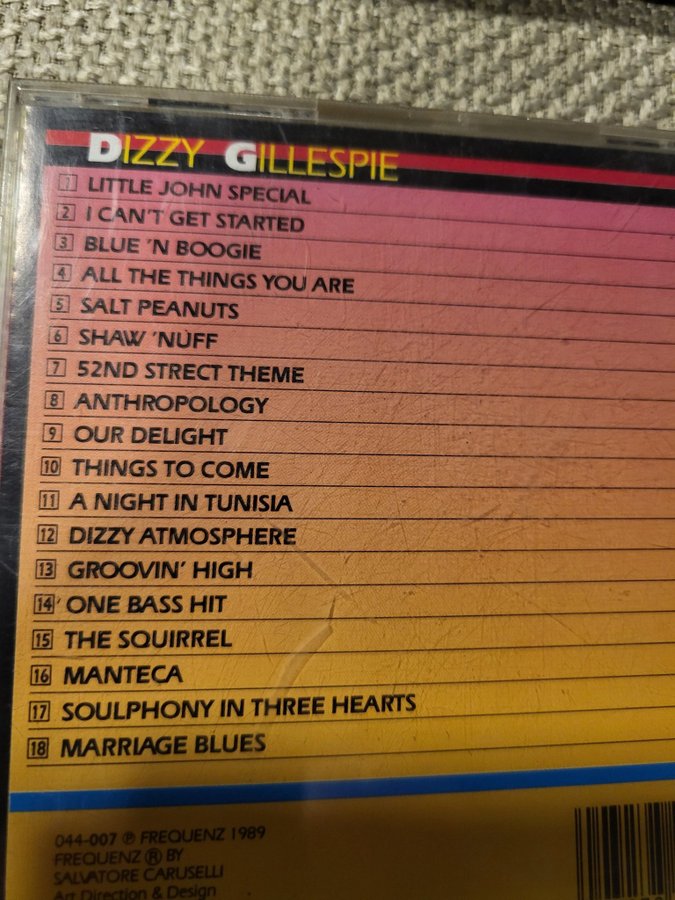 DIZZY GILLESPIE
1 LITTLE JOHN SPECIAL
2 I CAN'T GET STARTED
3 BLUE 'N BOOGIE
4 ALL THE THINGS YOU ARE
5 SALT PEANUTS
6 SHAW 'NUFF
7 52ND STRECT THEME
8 ANTHROPOLOGY
9 OUR DELIGHT
10 THINGS TO COME
11 A NIGHT IN TUNISIA
12 DIZZY ATMOSPHERE
13 GROOVIN' HIGH
14 ONE BASS HIT
15 THE SQUIRREL
16 MANTECA
17 SOULPHONY IN THREE HEARTS
18 MARRIAGE BLUES
044-007 ℗ FREQUENZ 1989
FREQUENZ ® BY
SALVATORE CARUSELLI
Art Direction & Design